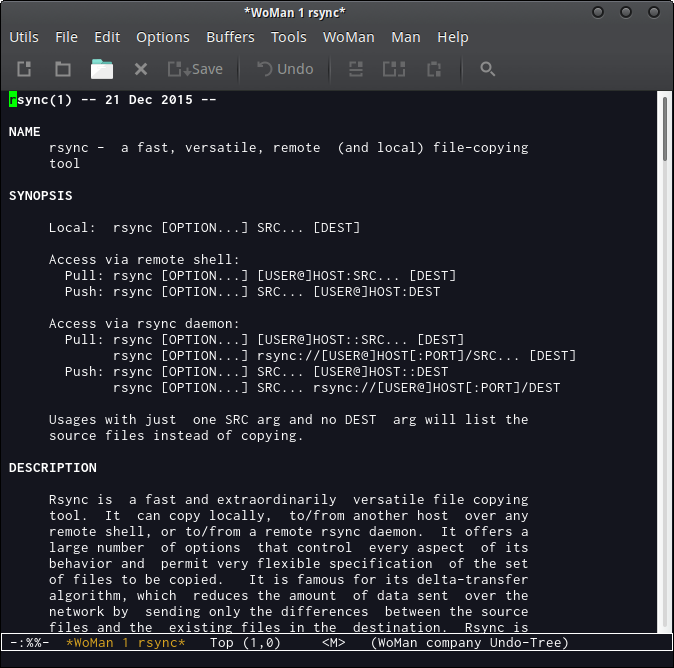 *WoMan 1 rsync*
Utils File Edit Options Buffers Tools WoMan Man Help
Save Undo
rsync(1) -- 21 Dec 2015 --
NAME
rsync -  a fast, versatile, remote  (and local) file-copying
tool
SYNOPSIS
Local:  rsync [OPTION...] SRC... [DEST]
Access via remote shell:
Pull: rsync [OPTION...] [USER@]HOST:SRC... [DEST]
Push: rsync [OPTION...] SRC... [USER@]HOST:DEST
Access via rsync daemon:
Pull: rsync [OPTION...] [USER@]HOST::SRC... [DEST]
rsync [OPTION...] rsync://[USER@]HOST[:PORT]/SRC... [DEST]
Push: rsync [OPTION...] SRC... [USER@]HOST::DEST
rsync [OPTION...] SRC... rsync://[USER@]HOST[:PORT]/DEST
Usages with just  one SRC arg and no DEST  arg will list the
source files instead of copying.
DESCRIPTION
Rsync is  a fast and extraordinarily  versatile file copying
tool.  It  can copy locally,  to/from another host  over any
remote shell, or to/from a remote rsync daemon.  It offers a
large number  of options  that control  every aspect  of its
behavior and  permit very flexible specification  of the set
of files to be copied.   It is famous for its delta-transfer
algorithm, which  reduces the amount  of data sent  over the
network by  sending only the differences  between the source
files and the  existing files in the  destination.  Rsync is
-:%%-  *WoMan 1 rsync*   Top (1,0)     <M>   (WoMan company Undo-Tree)